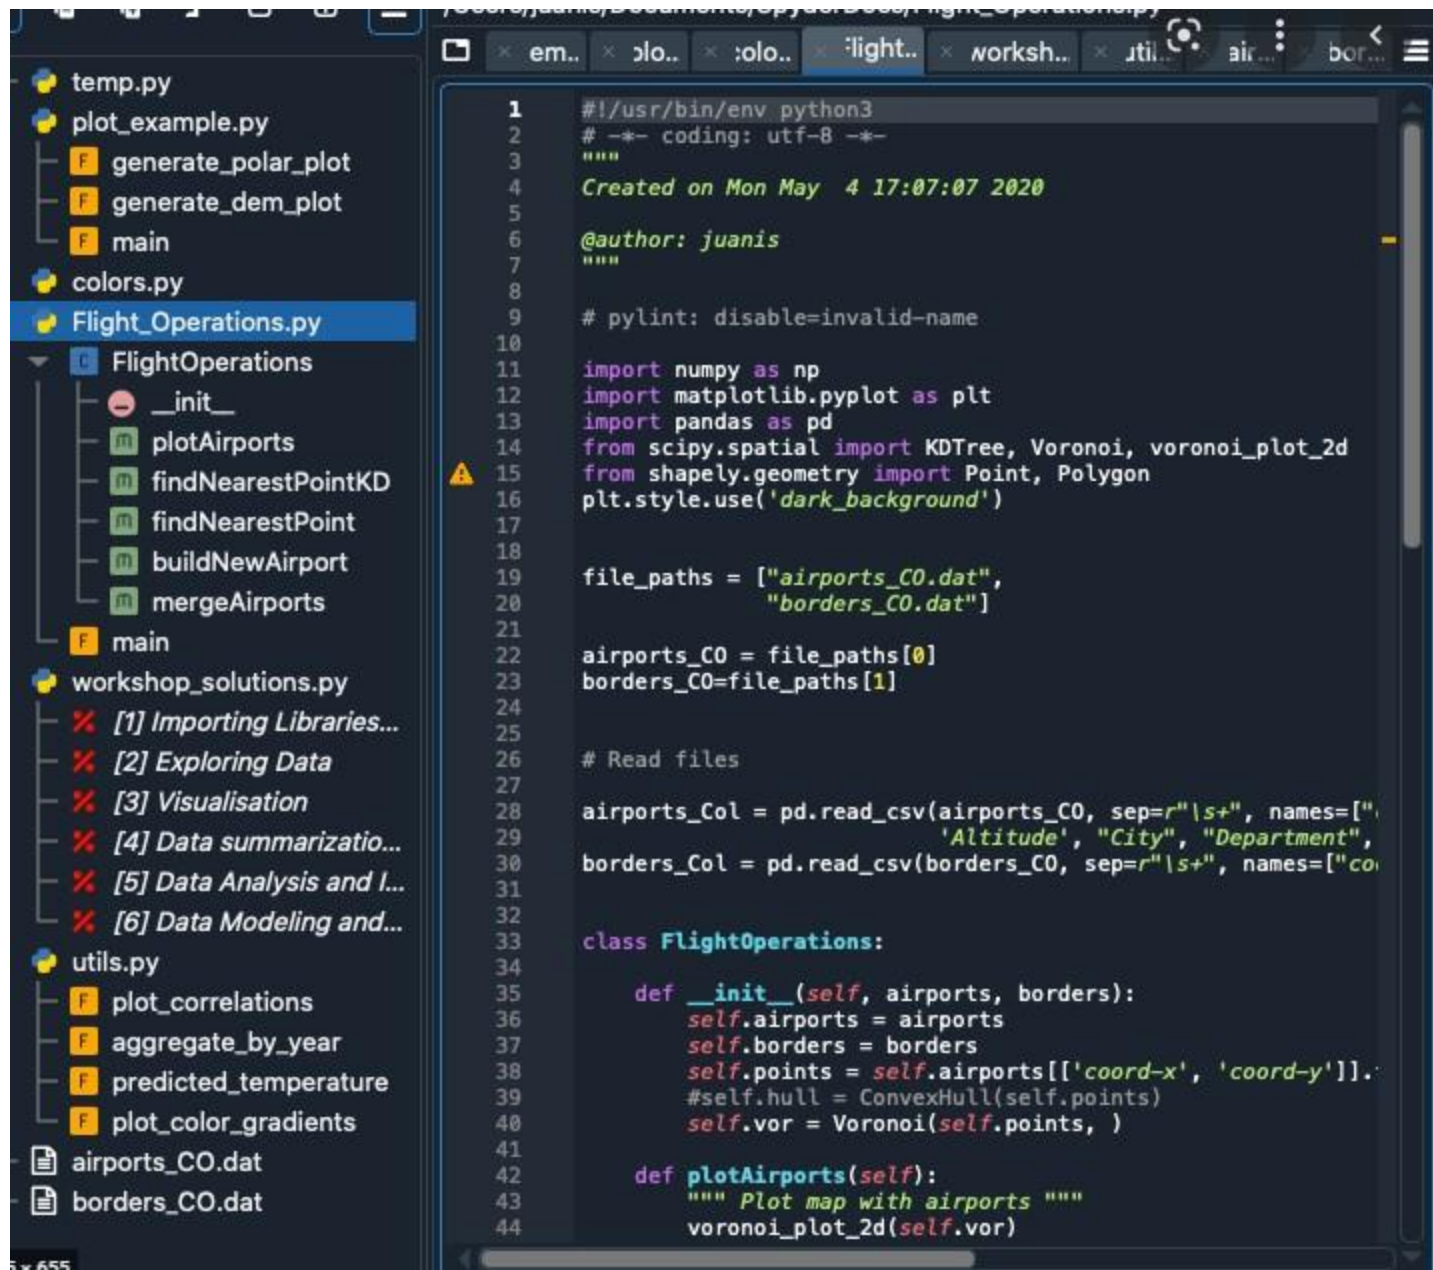 temp.py
plot_example.py
generate_polar_plot
generate_dem_plot
main
colors.py
Flight_Operations.py
FlightOperations
__init__
plotAirports
findNearestPointKD
findNearestPoint
buildNewAirport
mergeAirports
main
workshop_solutions.py
[1] Importing Libraries...
[2] Exploring Data
[3] Visualisation
[4] Data summarizatio...
[5] Data Analysis and I...
[6] Data Modeling and...
utils.py
plot_correlations
aggregate_by_year
predicted_temperature
plot_color_gradients
airports_CO.dat
borders_CO.dat
em.. olo.. colo.. Flight.. worksh.. util.. air... bor...
1 #!/usr/bin/env python3
2 # -*- coding: utf-8 -*-
3 """
4 Created on Mon May  4 17:07:07 2020
5
6 @author: juanis
7 """
8
9 # pylint: disable=invalid-name
10
11 import numpy as np
12 import matplotlib.pyplot as plt
13 import pandas as pd
14 from scipy.spatial import KDTree, Voronoi, voronoi_plot_2d
15 from shapely.geometry import Point, Polygon
16 plt.style.use('dark_background')
17
18
19 file_paths = ["airports_CO.dat",
20 "borders_CO.dat"]
21
22 airports_CO = file_paths[0]
23 borders_CO=file_paths[1]
24
25
26 # Read files
27
28 airports_Col = pd.read_csv(airports_CO, sep=r"\s+", names=["
29 'Altitude', "City", "Department",
30 borders_Col = pd.read_csv(borders_CO, sep=r"\s+", names=["co
31
32
33 class FlightOperations:
34
35 def __init__(self, airports, borders):
36 self.airports = airports
37 self.borders = borders
38 self.points = self.airports[['coord-x', 'coord-y']].
39 #self.hull = ConvexHull(self.points)
40 self.vor = Voronoi(self.points, )
41
42 def plotAirports(self):
43 """ Plot map with airports """
44 voronoi_plot_2d(self.vor)